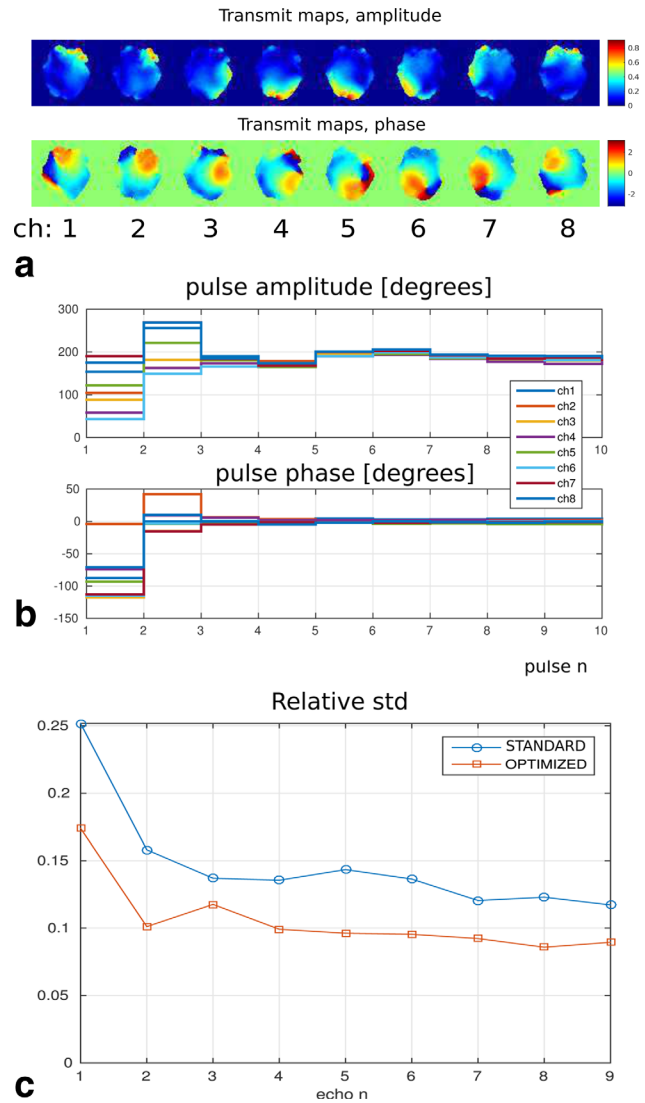 Transmit maps, amplitude
0.8
0.6
0.4
0.2
0
Transmit maps, phase
2
0
-2
ch: 1 2 3 4 5 6 7 8
a
pulse amplitude [degrees]
300
200
100
0
1 2 3 4 5 6 7 8 9 10
ch1
ch2
ch3
ch4
ch5
ch6
ch7
ch8
pulse phase [degrees]
50
0
-50
-100
-150
1 2 3 4 5 6 7 8 9 10
b
pulse n
Relative std
0.25
0.2
0.15
0.1
0.05
0
STANDARD
OPTIMIZED
1 2 3 4 5 6 7 8 9
echo n
c